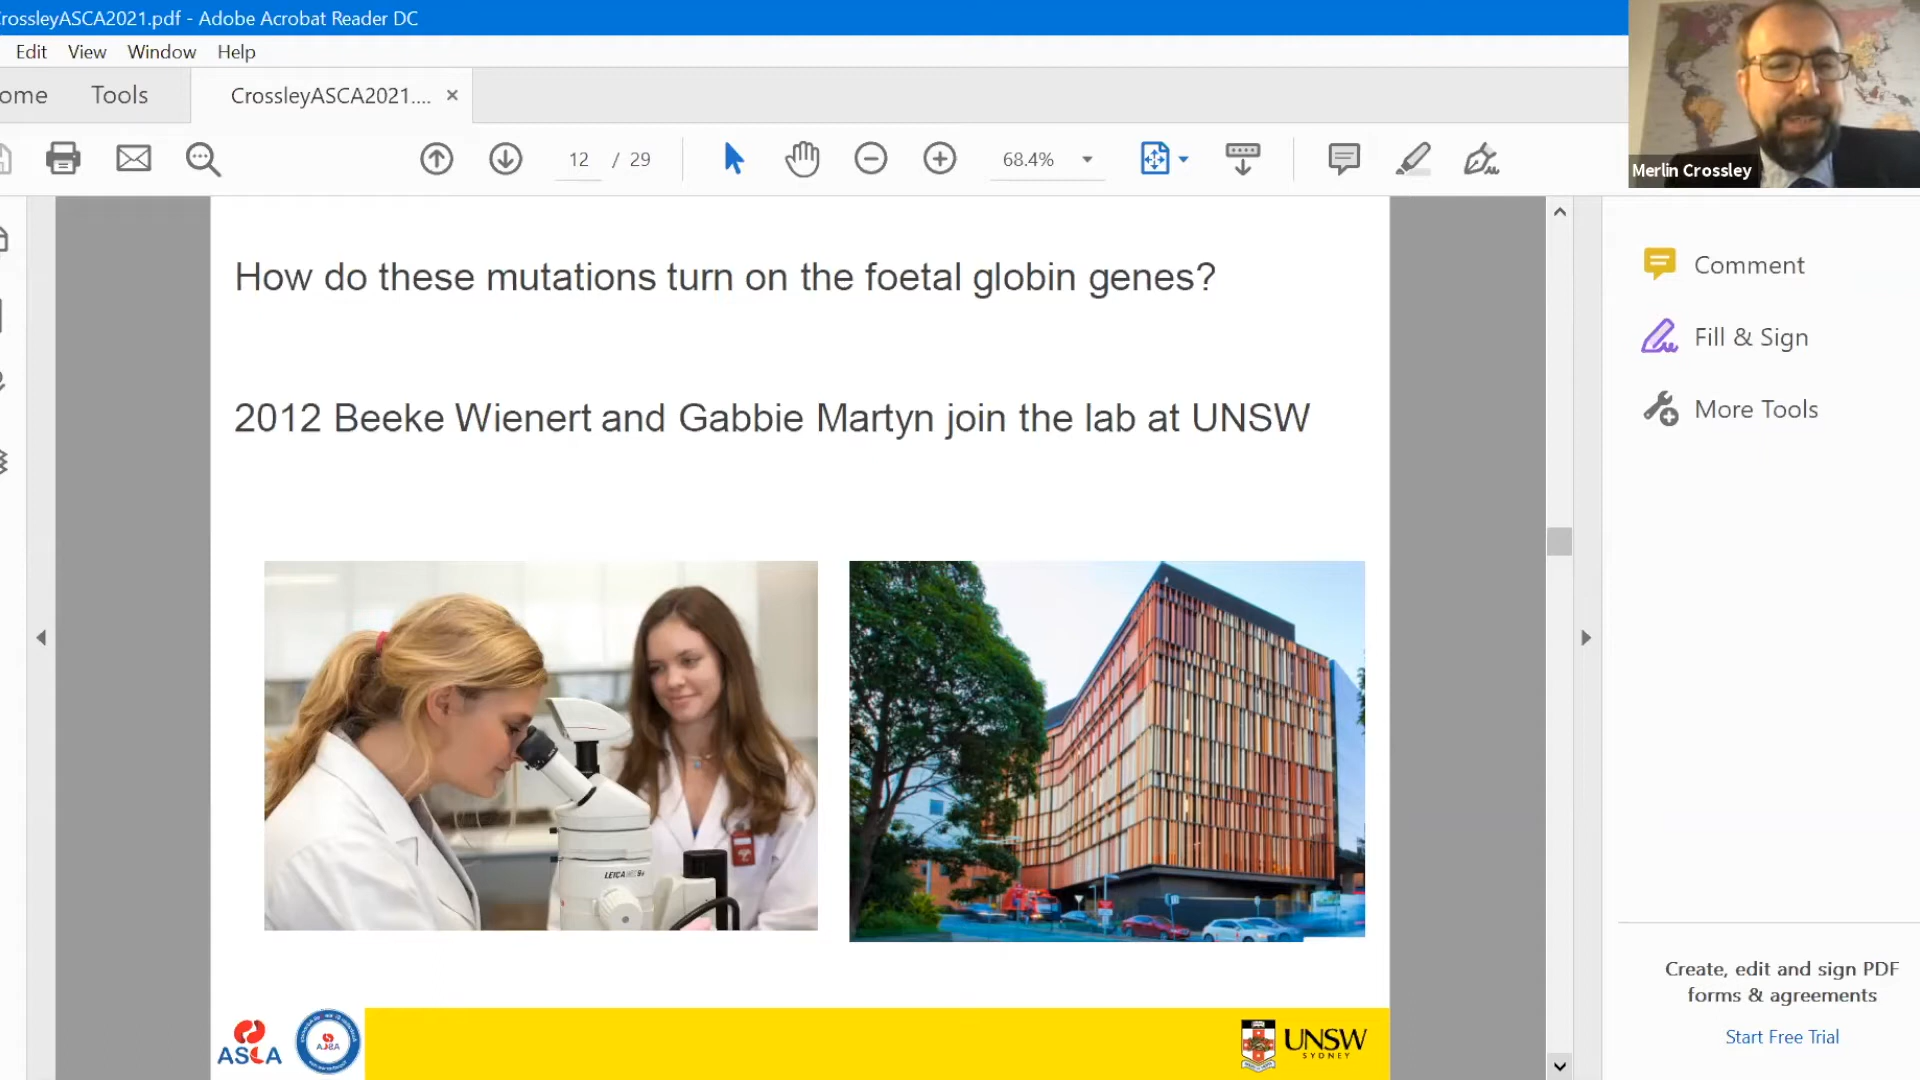 CrossleyASCA2021.pdf - Adobe Acrobat Reader DC
Edit View Window Help
Tools
CrossleyASCA2021....
12 / 29
68.4%
Merlin Crossley
How do these mutations turn on the foetal globin genes?
2012 Beeke Wienert and Gabbie Martyn join the lab at UNSW
Comment
Fill & Sign
More Tools
LEICA
Create, edit and sign PDF
forms & agreements
Start Free Trial
ASCA
UNSW
SYDNEY